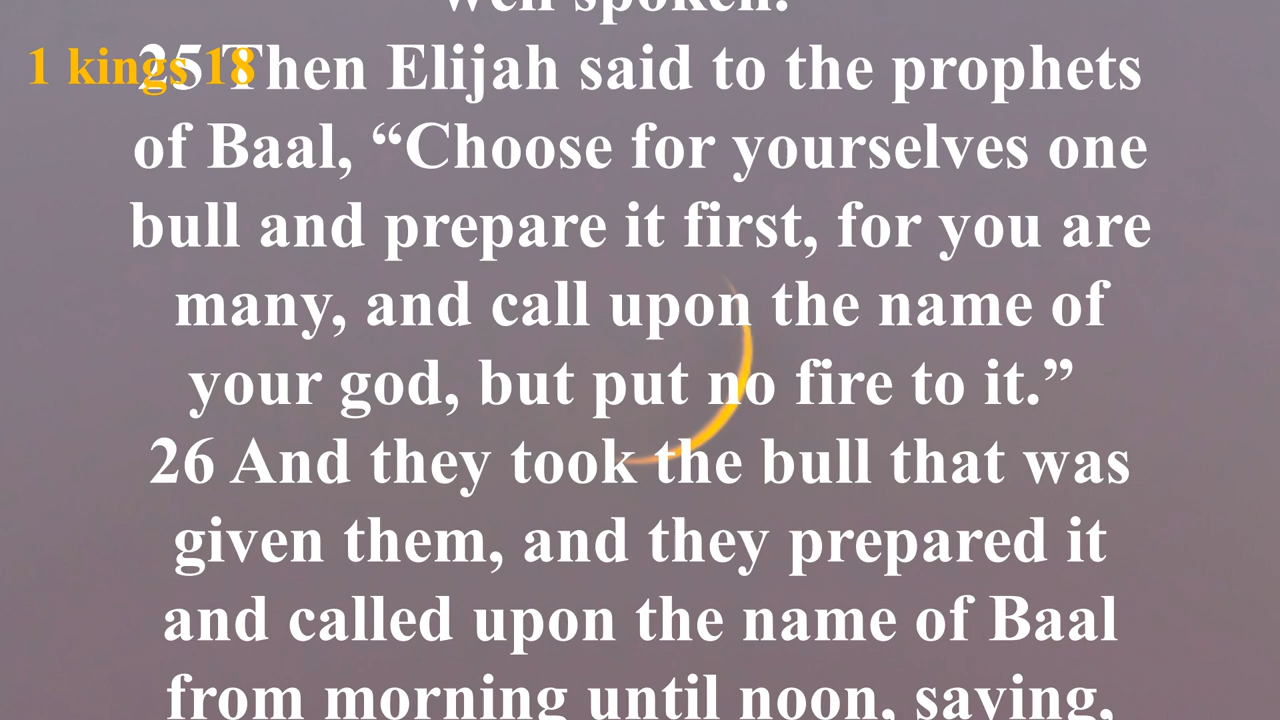 well spoken.”
1 kings 18
25 Then Elijah said to the prophets
of Baal, “Choose for yourselves one
bull and prepare it first, for you are
many, and call upon the name of
your god, but put no fire to it.”
26 And they took the bull that was
given them, and they prepared it
and called upon the name of Baal
from morning until noon, saying,